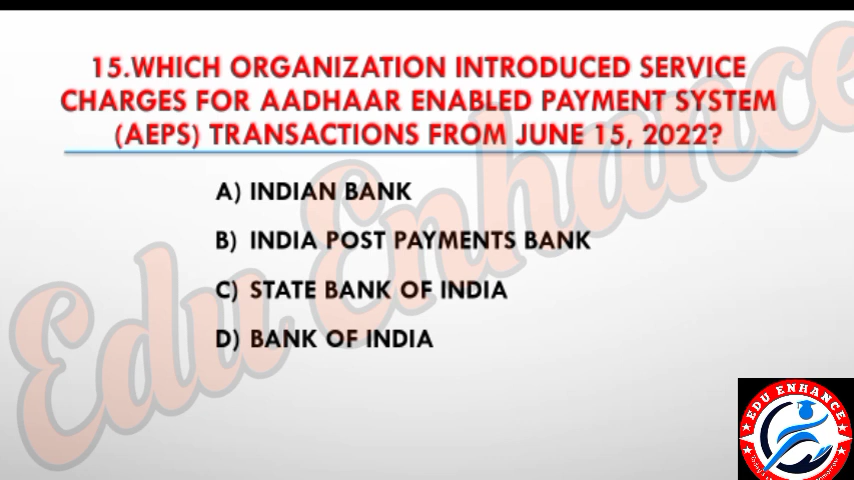 15.WHICH ORGANIZATION INTRODUCED SERVICE
CHARGES FOR AADHAAR ENABLED PAYMENT SYSTEM
(AEPS) TRANSACTIONS FROM JUNE 15, 2022?
A) INDIAN BANK
B) INDIA POST PAYMENTS BANK
C) STATE BANK OF INDIA
D) BANK OF INDIA
Edu Enhance
EDU ENHANCE